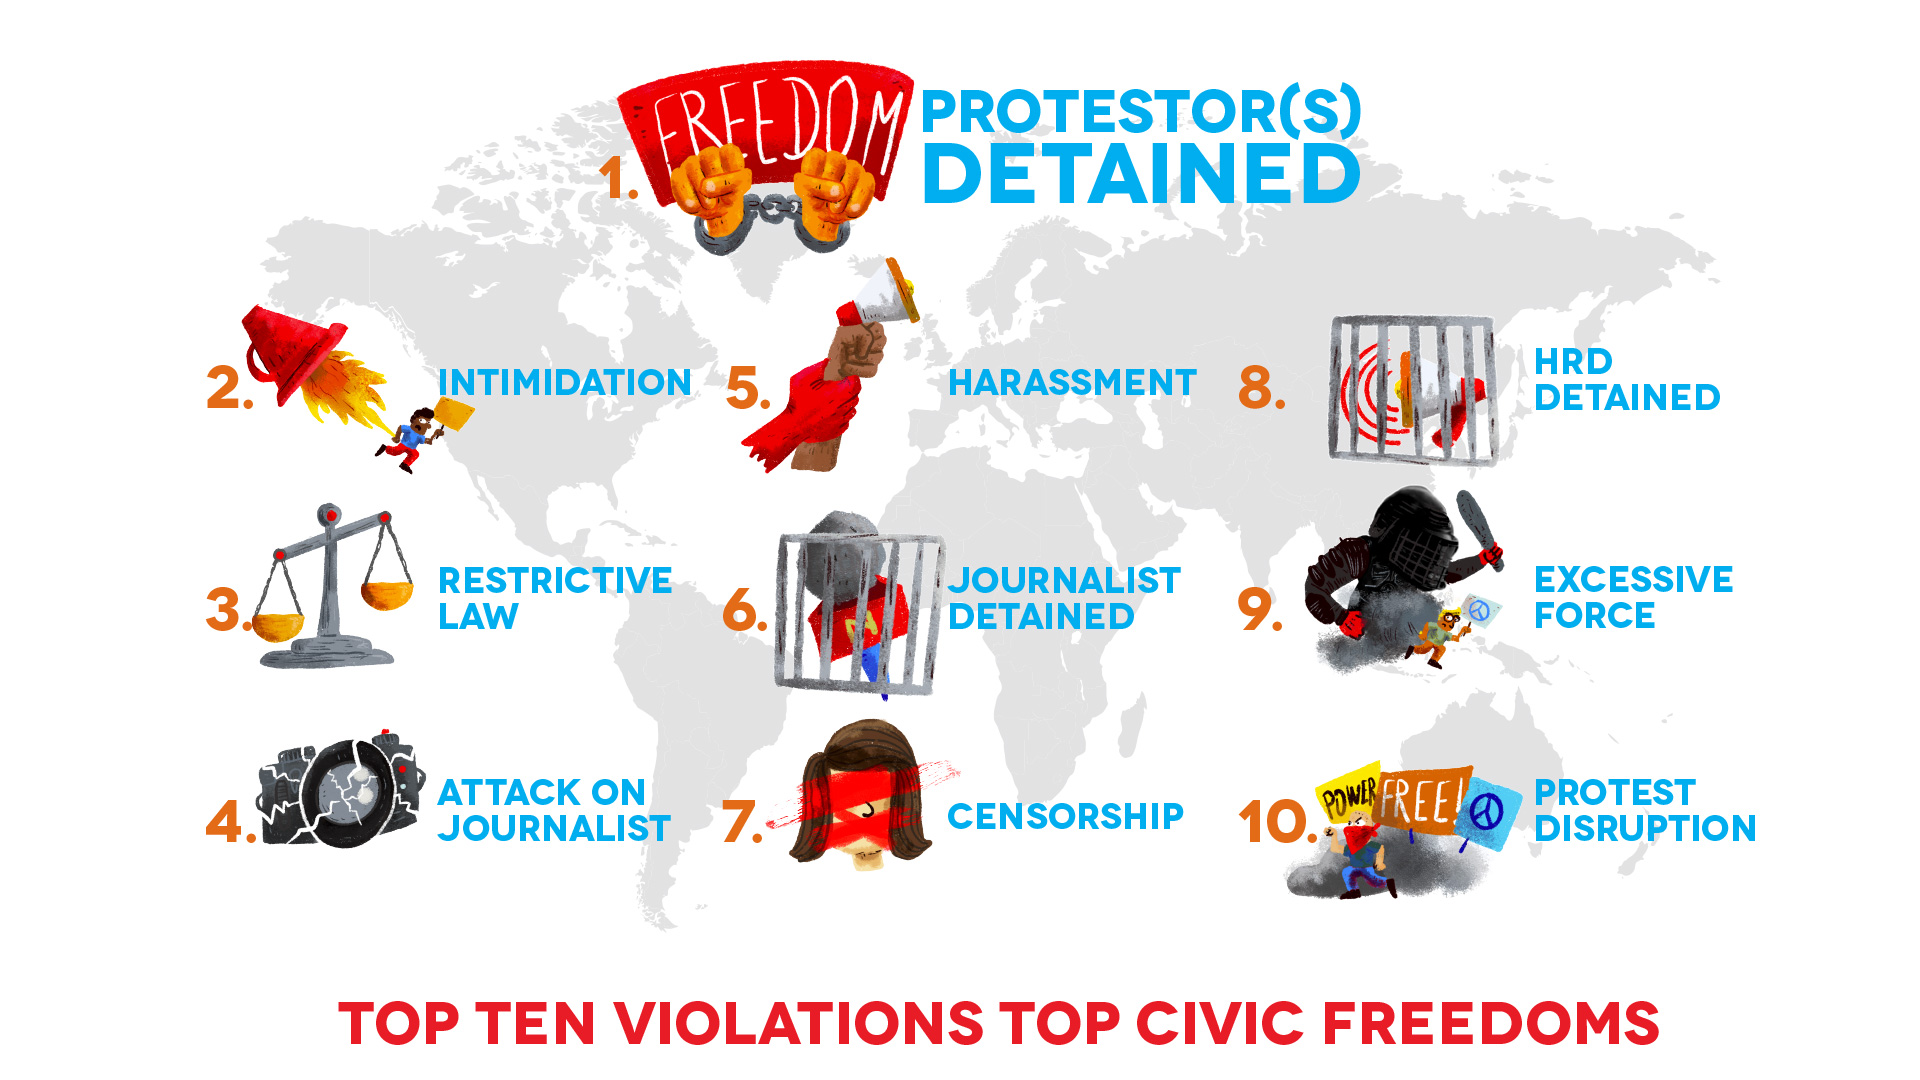 FREEDOM
1.
PROTESTOR(S)
DETAINED
2.
INTIMIDATION
3.
RESTRICTIVE
LAW
4.
ATTACK ON
JOURNALIST
5.
HARASSMENT
6.
JOURNALIST
DETAINED
7.
CENSORSHIP
8.
HRD
DETAINED
9.
EXCESSIVE
FORCE
10.
POWER
FREE!
PROTEST
DISRUPTION
TOP TEN VIOLATIONS TOP CIVIC FREEDOMS